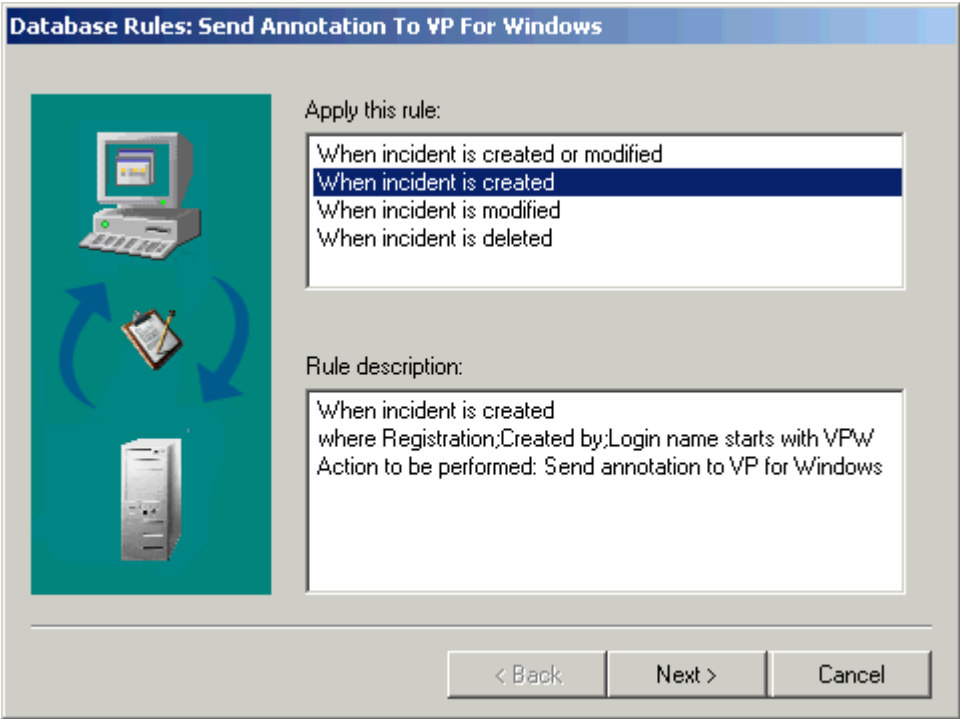 Database Rules: Send Annotation To VP For Windows
Apply this rule:
When incident is created or modified
When incident is created
When incident is modified
When incident is deleted
Rule description:
When incident is created
where Registration;Created by;Login name starts with VPW
Action to be performed: Send annotation to VP for Windows
< Back
Next >
Cancel